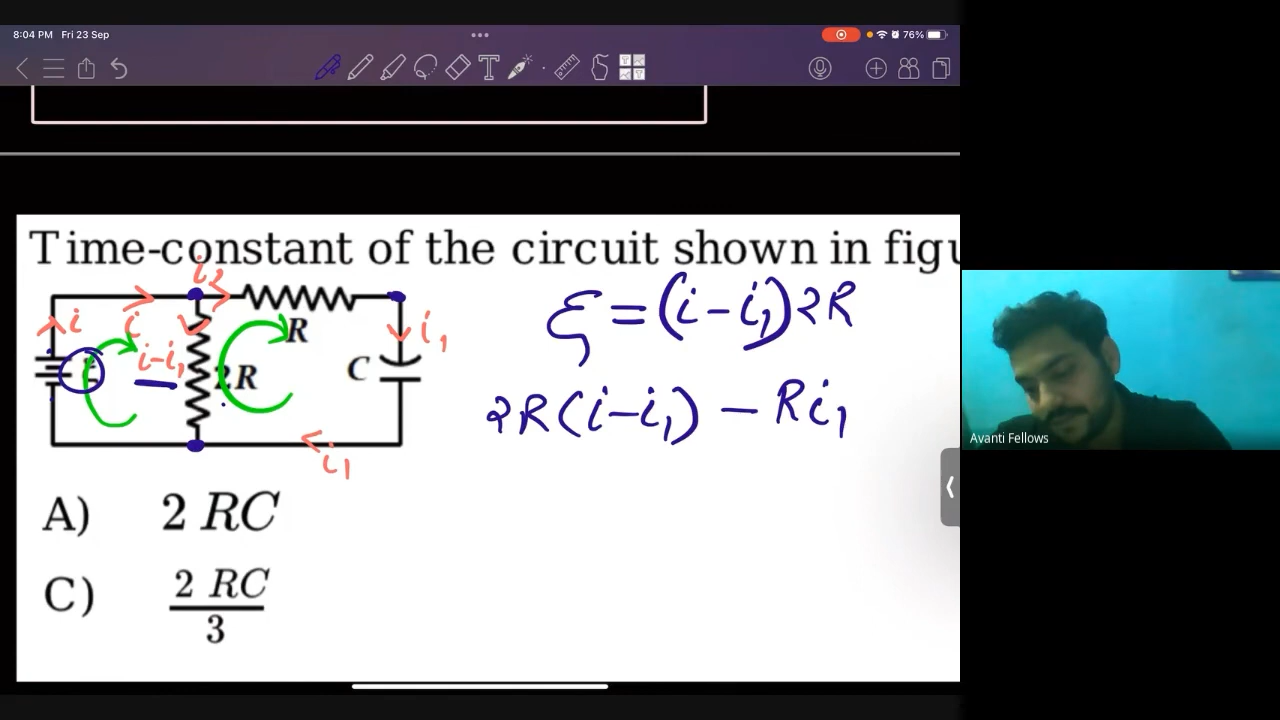 8:04 PM Fri 23 Sep
76%
Time-constant of the circuit shown in figu
i₂
i
i
i-i₁
R
i₁
2R
C
i₁
ξ = (i-i₁)2R
2R(i-i₁) - Ri₁
Avanti Fellows
A) 2 RC
C) 2 RC / 3